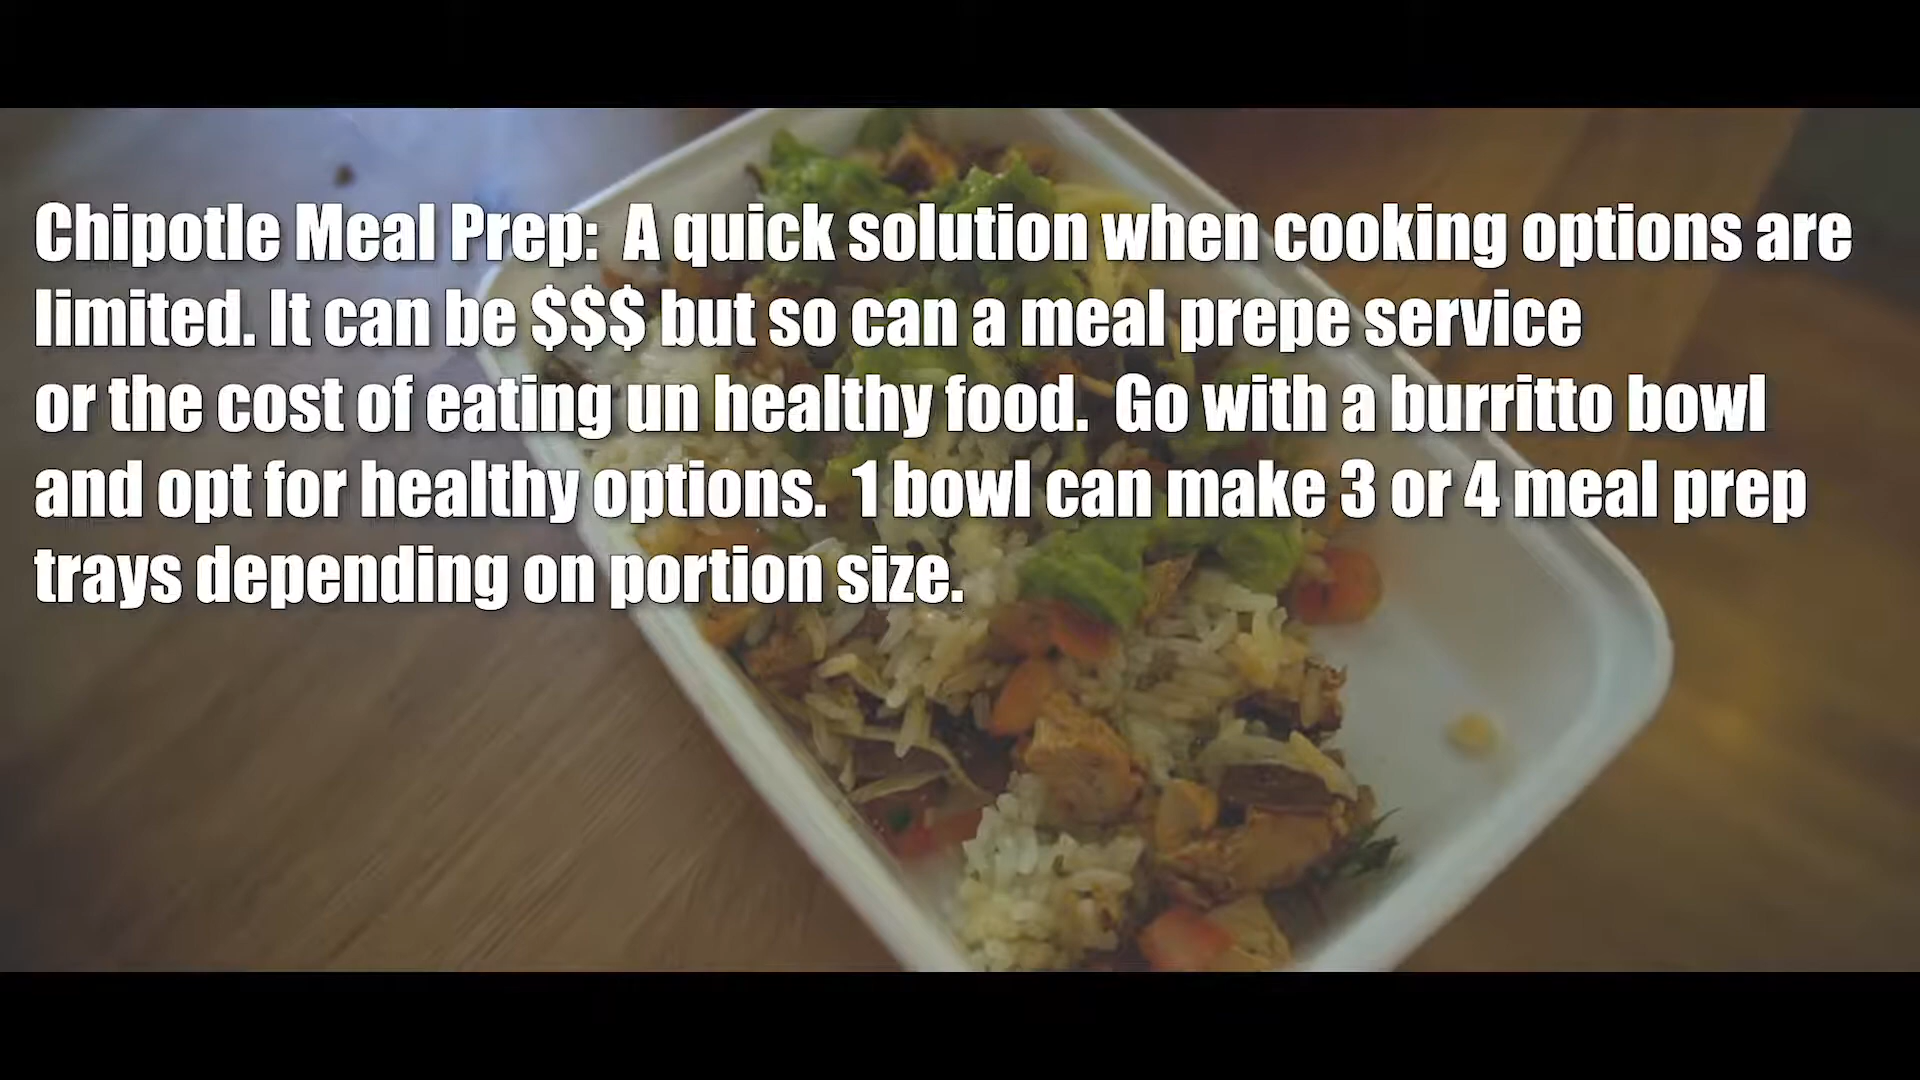 Chipotle Meal Prep:  A quick solution when cooking options are
limited. It can be $$$ but so can a meal prepe service
or the cost of eating un healthy food.  Go with a burritto bowl
and opt for healthy options.  1 bowl can make 3 or 4 meal prep
trays depending on portion size.